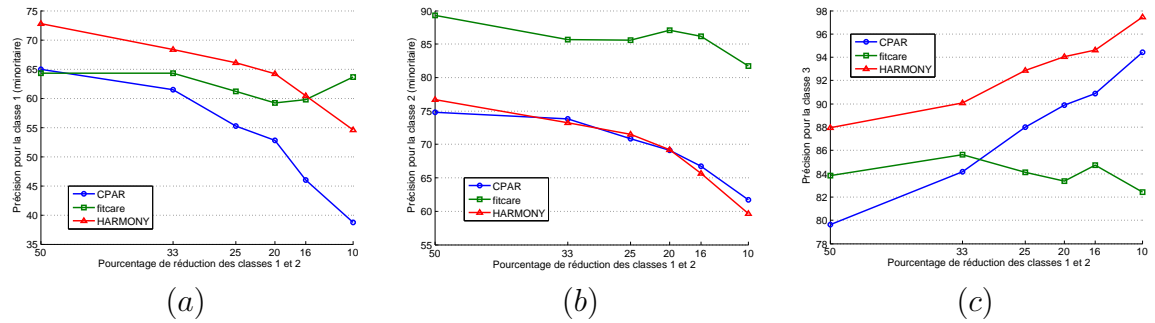 75
70
65
60
55
50
45
40
35
Précision pour la classe 1 (minoritaire)
CPAR
fitcare
HARMONY
50
33
25
20
16
10
Pourcentage de réduction des classes 1 et 2
(a)
90
85
80
75
70
65
60
55
Précision pour la classe 2 (minoritaire)
CPAR
fitcare
HARMONY
50
33
25
20
16
10
Pourcentage de réduction des classes 1 et 2
(b)
98
96
94
92
90
88
86
84
82
80
78
Précision pour la classe 3
CPAR
fitcare
HARMONY
50
33
25
20
16
10
Pourcentage de réduction des classes 1 et 2
(c)